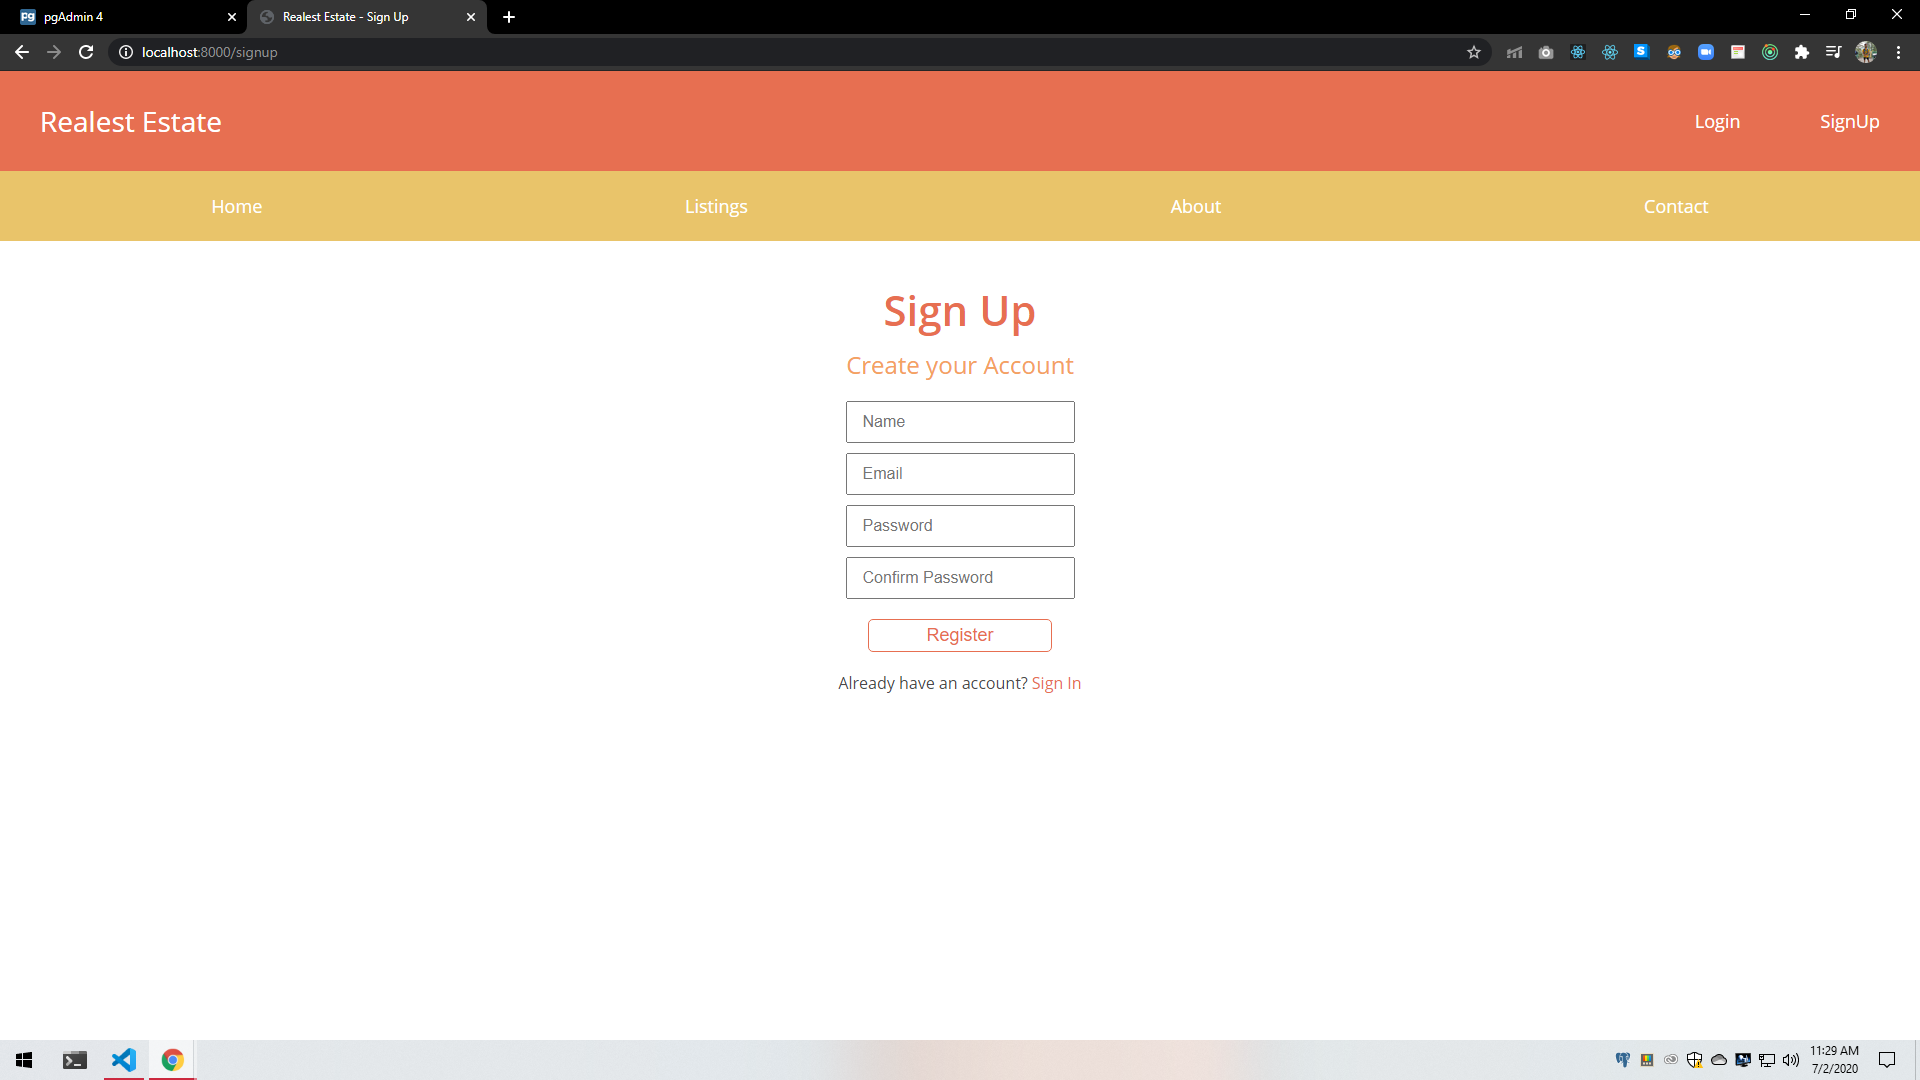 pg pgAdmin 4
Realest Estate - Sign Up
localhost:8000/signup
S
Realest Estate
Login
SignUp
Home
Listings
About
Contact
Sign Up
Create your Account
Name
Email
Password
Confirm Password
Register
Already have an account? Sign In
11:29 AM
7/2/2020